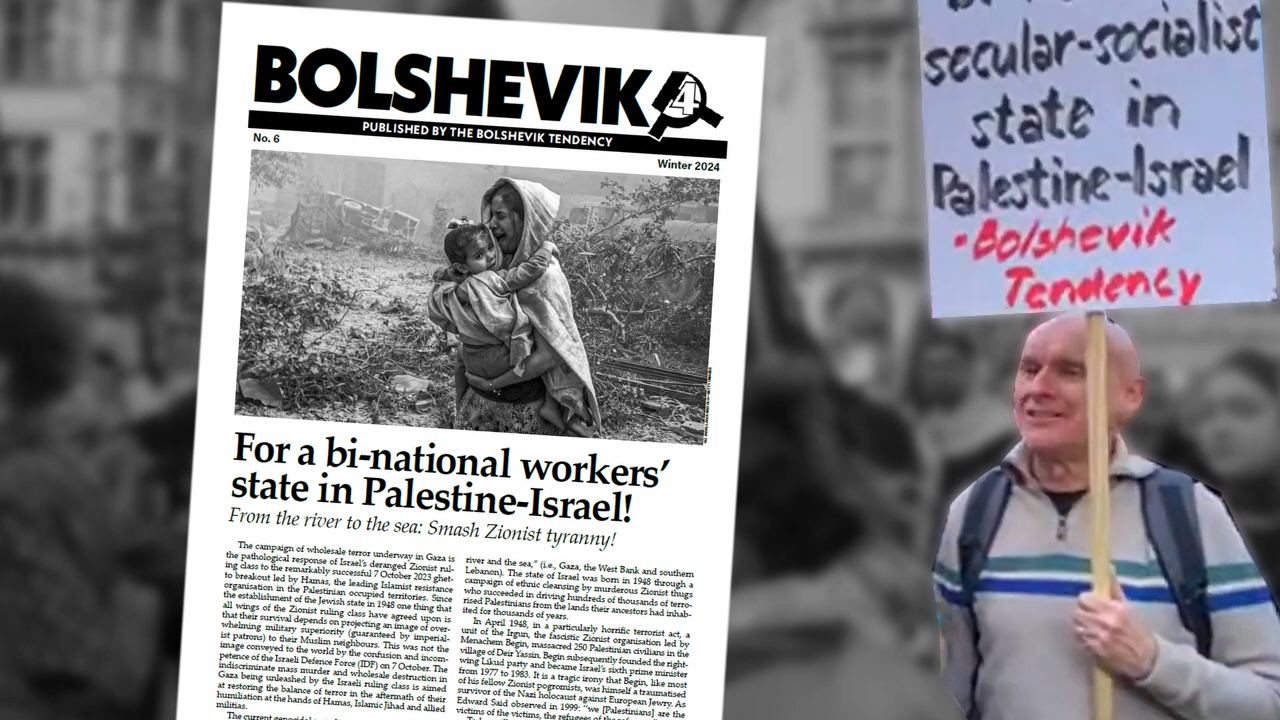 BOLSHEVIK
4
PUBLISHED BY THE BOLSHEVIK TENDENCY
No. 6
Winter 2024
For a bi-national workers’
state in Palestine-Israel!
From the river to the sea: Smash Zionist tyranny!
The campaign of wholesale terror underway in Gaza is
the pathological response of Israel’s deranged Zionist rul-
ing class to the remarkably successful 7 October 2023 ghet-
to breakout led by Hamas, the leading Islamist resistance
organisation in the Palestinian occupied territories. Since
the establishment of the Jewish state in 1948 one thing that
all wings of the Zionist ruling class have agreed upon is
that their survival depends on projecting an image of over-
whelming military superiority (guaranteed by imperial-
ist patrons) to their Muslim neighbours. This was not the
image conveyed to the world by the confusion and incom-
petence of the Israeli Defence Force (IDF) on 7 October. The
indiscriminate mass murder and wholesale destruction in
Gaza being unleashed by the Israeli ruling class is aimed
at restoring the balance of terror in the aftermath of their
humiliation at the hands of Hamas, Islamic Jihad and allied
militias.
The current genocidal
river and the sea,” (i.e., Gaza, the West Bank and southern
Lebanon). The state of Israel was born in 1948 through a
campaign of ethnic cleansing by murderous Zionist thugs
who succeeded in driving hundreds of thousands of terro-
rised Palestinians from the lands their ancestors had inhab-
ited for thousands of years.
In April 1948, in a particularly horrific terrorist act, a
unit of the Irgun, the fascistic Zionist organisation led by
Menachem Begin, massacred 250 Palestinian civilians in the
village of Deir Yassin. Begin subsequently founded the right-
wing Likud party and became Israel’s sixth prime minister
from 1977 to 1983. It is a tragic irony that Begin, like most
of his fellow Zionist pogromists, was himself a traumatised
survivor of the Nazi holocaust against European Jewry. As
Edward Said observed in 1999: “we [Palestinians] are the
victims of the victims, the refugees of the
secular-socialist
state in
Palestine-Israel
-Bolshevik
Tendency